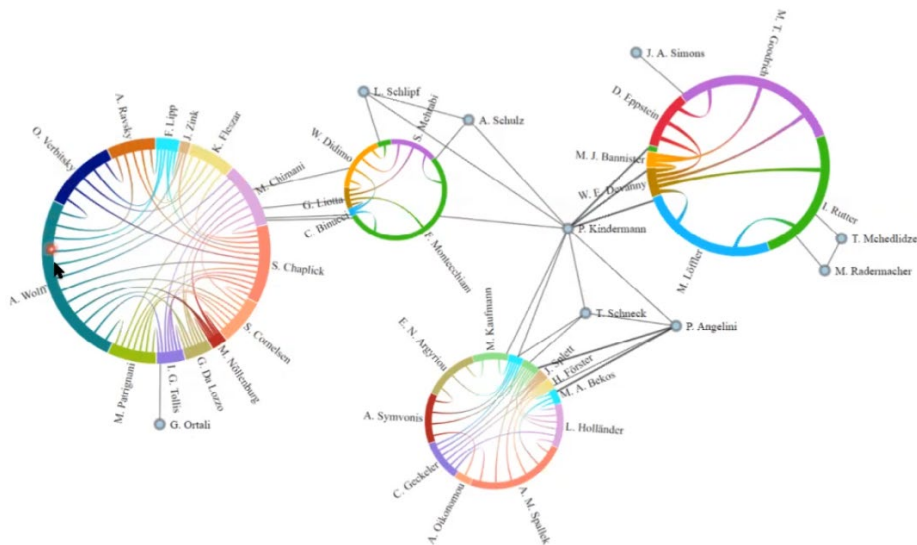 A. Ravsky
F. Lipp
J. Zink
K. Fleszar
O. Verbitsky
M. Chimani
A. Wolff
S. Chaplick
S. Cornelsen
M. Nöllenburg
G. Da Lozzo
I. G. Tollis
M. Patrignani
G. Ortali
L. Schlipf
A. Schulz
S. Mehrabi
W. Didimo
G. Liotta
C. Binucci
F. Montecchiani
J. A. Simons
M. T. Goodrich
D. Eppstein
M. J. Bannister
W. E. Devanny
I. Rutter
M. Löffler
T. Mchedlidze
M. Radermacher
P. Kindermann
T. Schneck
P. Angelini
M. Kaufmann
J. Splett
H. Förster
M. A. Bekos
L. Holländer
A. M. Spallek
A. Oikonomou
C. Geckeler
A. Symvonis
E. N. Argyriou